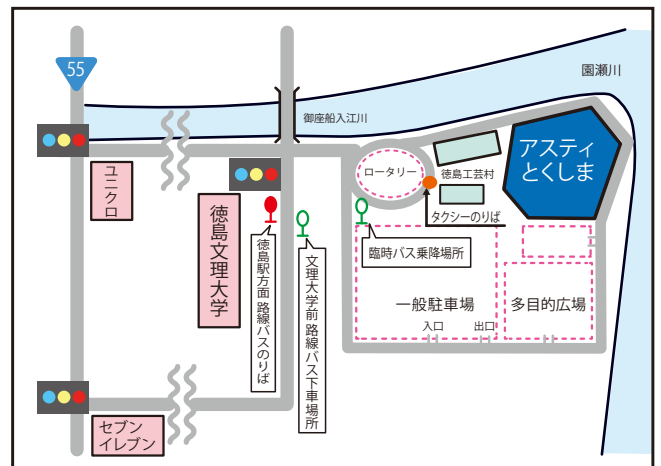 55
園瀬川
御座船入江川
アスティ
とくしま
徳島工芸村
ロータリー
ユニクロ
徳島文理大学
タクシーのりば
臨時バス乗降場所
徳島駅方面 路線バスのりば
文理大学前 路線バス下車場所
一般駐車場
多目的広場
入口
出口
セブン
イレブン